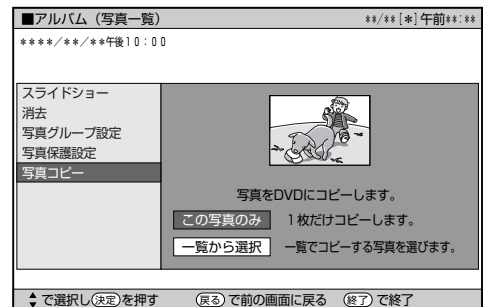 ■アルバム（写真一覧） **/**[*]午前**:**
****/**/**午後10:00
スライドショー
消去
写真グループ設定
写真保護設定
写真コピー
写真をDVDにコピーします。
この写真のみ 1枚だけコピーします。
一覧から選択 一覧でコピーする写真を選びます。
で選択し決定を押す 戻るで前の画面に戻る 終了で終了